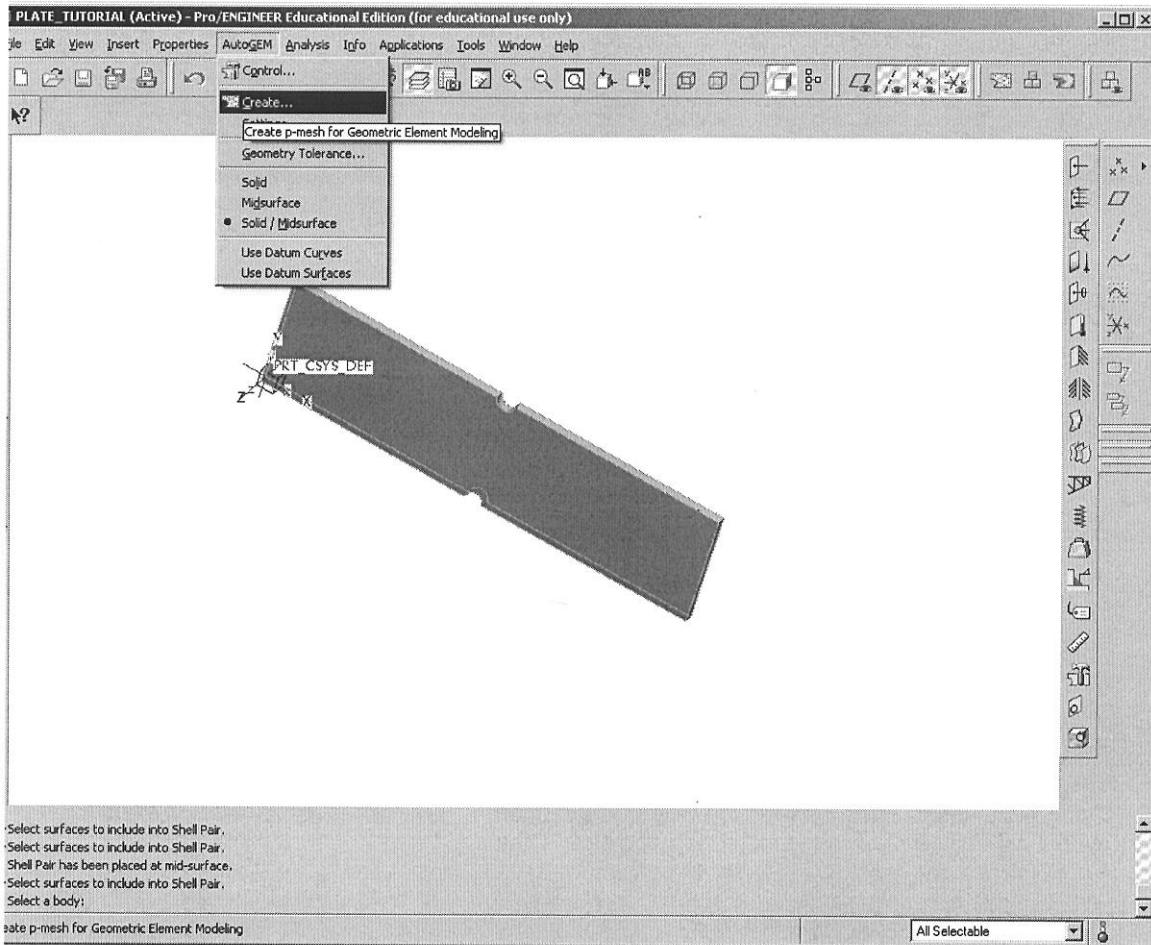 PLATE_TUTORIAL (Active) - Pro/ENGINEER Educational Edition (for educational use only)
Edit View Insert Properties AutoGEM Analysis Info Applications Tools Window Help
Control...
Create...
Create p-mesh for Geometric Element Modeling
Geometry Tolerance...
Solid
Midsurface
Solid / Midsurface
Use Datum Curves
Use Datum Surfaces
Y
PRT_CSYS_DEF
Z
X
Select surfaces to include into Shell Pair.
Select surfaces to include into Shell Pair.
Shell Pair has been placed at mid-surface.
Select surfaces to include into Shell Pair.
Select a body:
eate p-mesh for Geometric Element Modeling
All Selectable